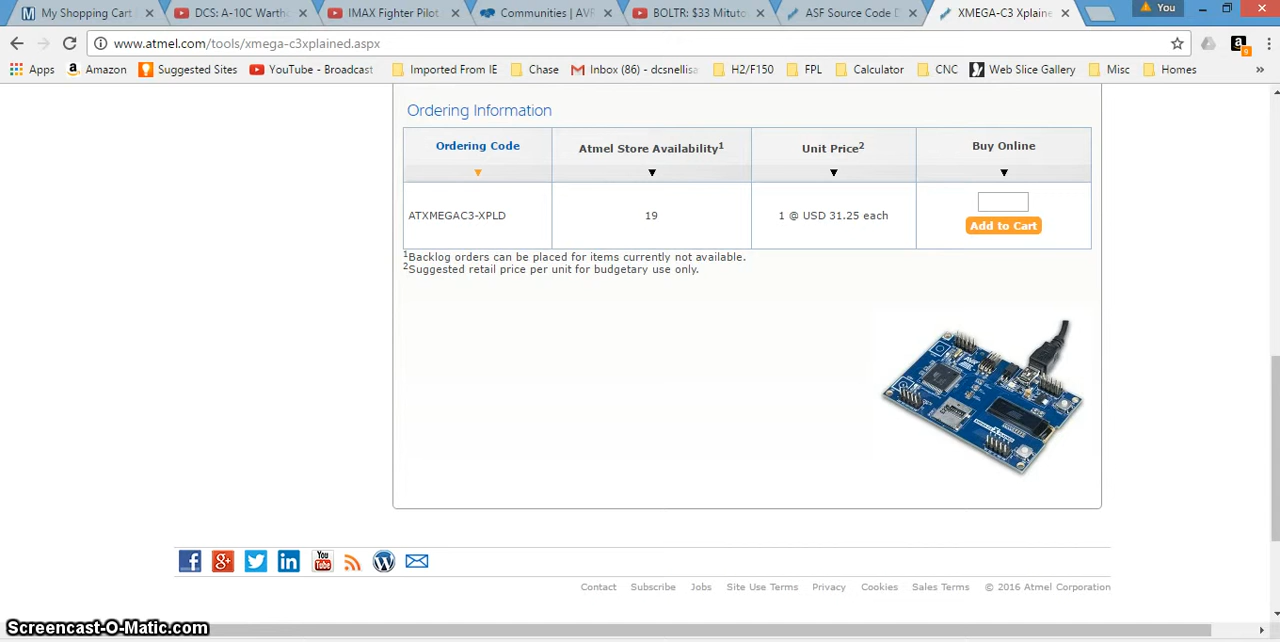 My Shopping Cart
DCS: A-10C Warth
IMAX Fighter Pilot
Communities | AVF
BOLTR: $33 Mituto
ASF Source Code D
XMEGA-C3 Xplaine
You
www.atmel.com/tools/xmega-c3xplained.aspx
9
Apps
Amazon
Suggested Sites
YouTube - Broadcast
Imported From IE
Chase
Inbox (86) - dcsnellisa
H2/F150
FPL
Calculator
CNC
Web Slice Gallery
Misc
Homes
»
Ordering Information
Ordering Code
Atmel Store Availability1
Unit Price2
Buy Online
ATXMEGAC3-XPLD
19
1 @ USD 31.25 each
Add to Cart
1Backlog orders can be placed for items currently not available.
2Suggested retail price per unit for budgetary use only.
You Tube
Contact
Subscribe
Jobs
Site Use Terms
Privacy
Cookies
Sales Terms
© 2016 Atmel Corporation
Screencast-O-Matic.com